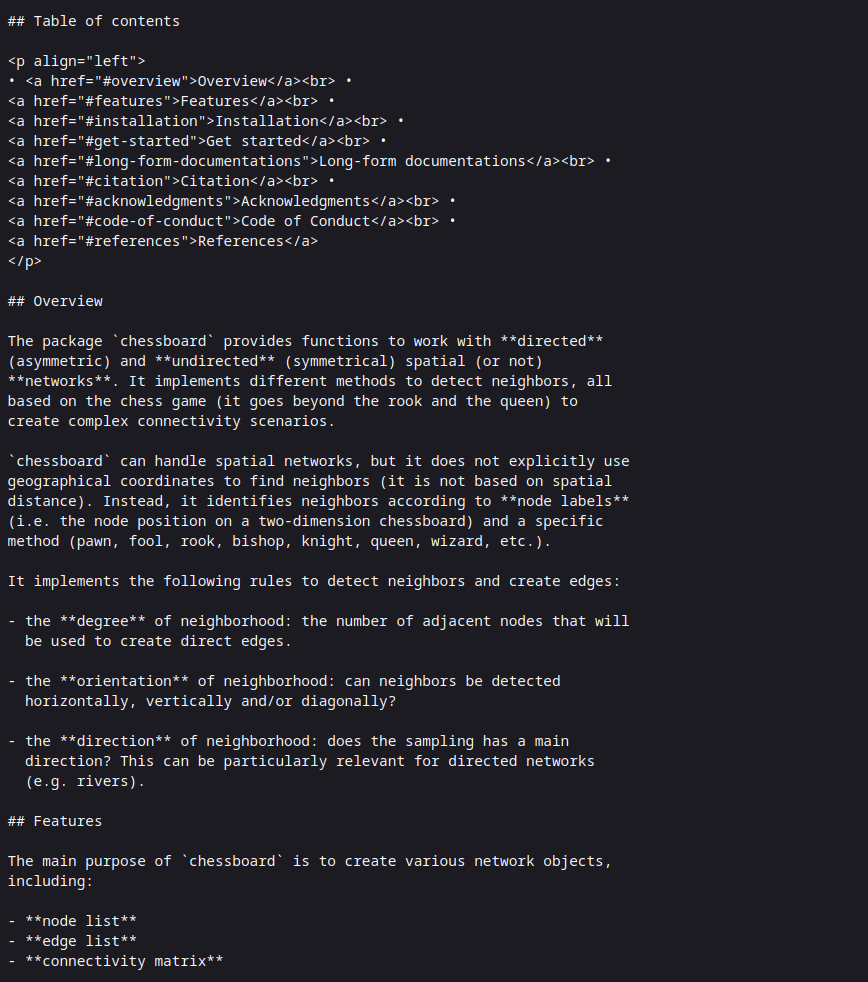 ## Table of contents
<p align="left">
• <a href="#overview">Overview</a><br> •
<a href="#features">Features</a><br> •
<a href="#installation">Installation</a><br> •
<a href="#get-started">Get started</a><br> •
<a href="#long-form-documentations">Long-form documentations</a><br> •
<a href="#citation">Citation</a><br> •
<a href="#acknowledgments">Acknowledgments</a><br> •
<a href="#code-of-conduct">Code of Conduct</a><br> •
<a href="#references">References</a>
</p>
## Overview
The package `chessboard` provides functions to work with **directed**
(asymmetric) and **undirected** (symmetrical) spatial (or not)
**networks**. It implements different methods to detect neighbors, all
based on the chess game (it goes beyond the rook and the queen) to
create complex connectivity scenarios.
`chessboard` can handle spatial networks, but it does not explicitly use
geographical coordinates to find neighbors (it is not based on spatial
distance). Instead, it identifies neighbors according to **node labels**
(i.e. the node position on a two-dimension chessboard) and a specific
method (pawn, fool, rook, bishop, knight, queen, wizard, etc.).
It implements the following rules to detect neighbors and create edges:
- the **degree** of neighborhood: the number of adjacent nodes that will
be used to create direct edges.
- the **orientation** of neighborhood: can neighbors be detected
horizontally, vertically and/or diagonally?
- the **direction** of neighborhood: does the sampling has a main
direction? This can be particularly relevant for directed networks
(e.g. rivers).
## Features
The main purpose of `chessboard` is to create various network objects,
including:
- **node list**
- **edge list**
- **connectivity matrix**